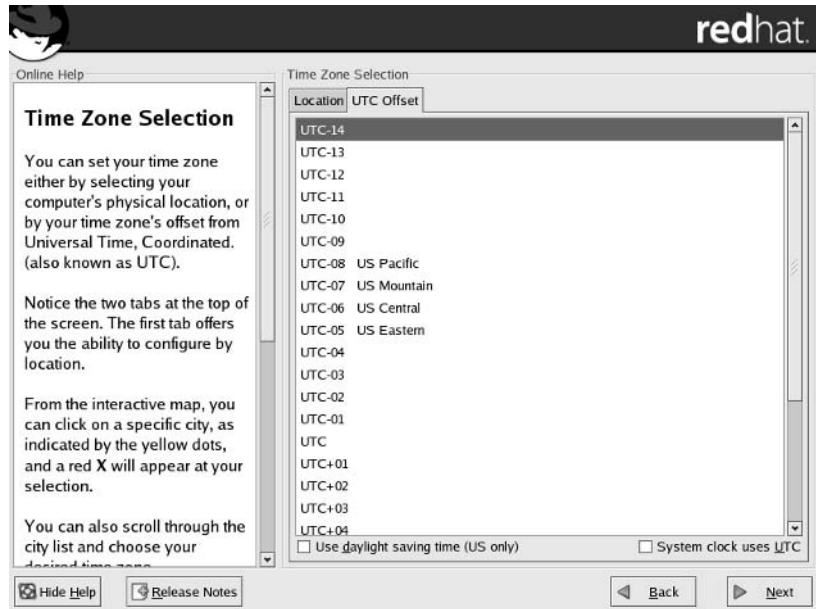 redhat.
Online Help
Time Zone Selection
You can set your time zone
either by selecting your
computer's physical location, or
by your time zone's offset from
Universal Time, Coordinated.
(also known as UTC).
Notice the two tabs at the top of
the screen. The first tab offers
you the ability to configure by
location.
From the interactive map, you
can click on a specific city, as
indicated by the yellow dots,
and a red X will appear at your
selection.
You can also scroll through the
city list and choose your
desired time zone
Time Zone Selection
Location UTC Offset
UTC-14
UTC-13
UTC-12
UTC-11
UTC-10
UTC-09
UTC-08 US Pacific
UTC-07 US Mountain
UTC-06 US Central
UTC-05 US Eastern
UTC-04
UTC-03
UTC-02
UTC-01
UTC
UTC+01
UTC+02
UTC+03
UTC+04
Use daylight saving time (US only) System clock uses UTC
Hide Help Release Notes Back Next